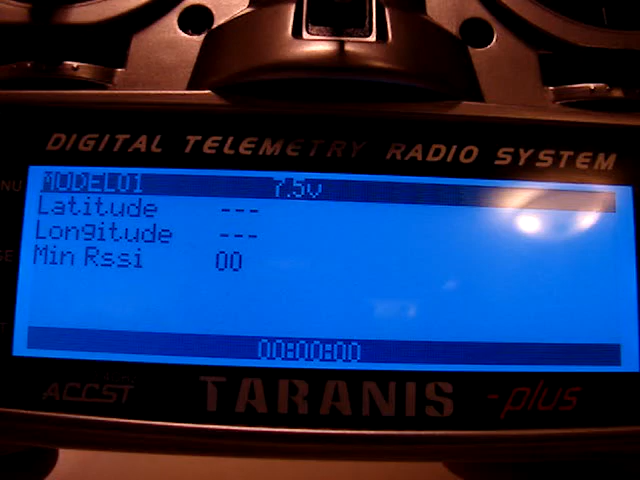 DIGITAL TELEMETRY RADIO SYSTEM
MODEL01 7.5v
Latitude ---
Longitude ---
Min Rssi 00
00:00:00
ACCST TARANIS -plus